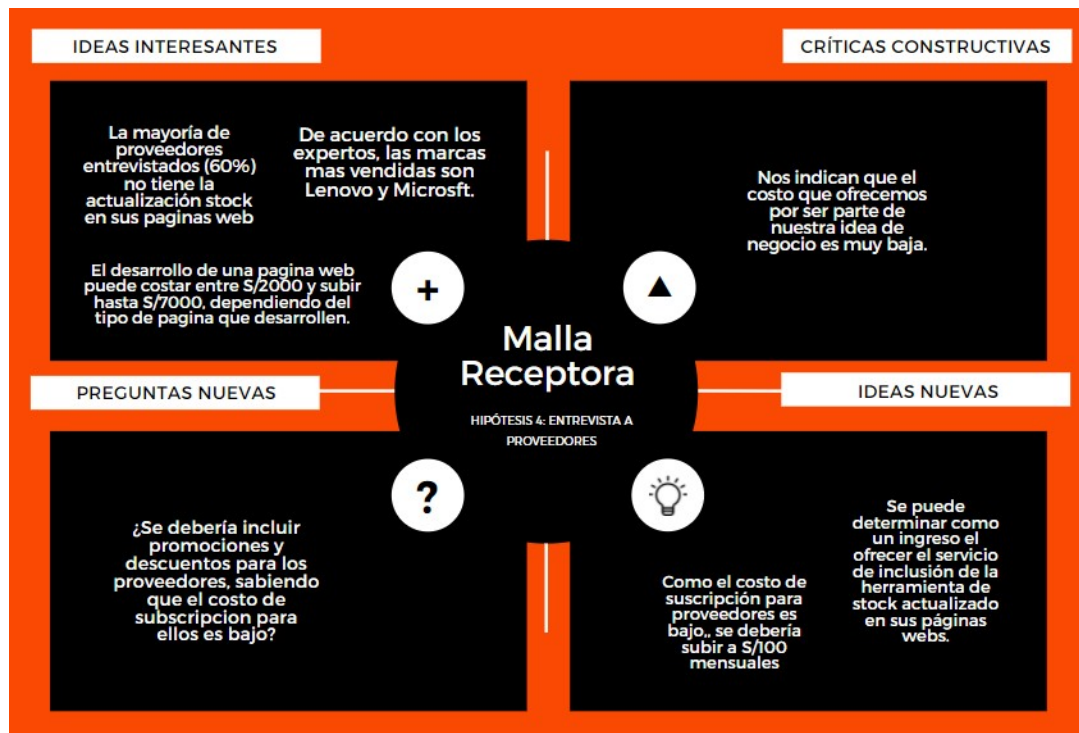 IDEAS INTERESANTES
CRÍTICAS CONSTRUCTIVAS
La mayoría de
proveedores
entrevistados (60%)
no tiene la
actualización stock
en sus paginas web
De acuerdo con los
expertos, las marcas
mas vendidas son
Lenovo y Microsft.
El desarrollo de una pagina web
puede costar entre S/2000 y subir
hasta S/7000, dependiendo del
tipo de pagina que desarrollen.
Nos indican que el
costo que ofrecemos
por ser parte de
nuestra idea de
negocio es muy baja.
+
Malla
Receptora
HIPÓTESIS 4: ENTREVISTA A
PROVEEDORES
PREGUNTAS NUEVAS
IDEAS NUEVAS
?
¿Se debería incluir
promociones y
descuentos para los
proveedores, sabiendo
que el costo de
subscripcion para
ellos es bajo?
Como el costo de
suscripción para
proveedores es
bajo,, se debería
subir a S/100
mensuales
Se puede
determinar como
un ingreso el
ofrecer el servicio
de inclusión de la
herramienta de
stock actualizado
en sus páginas
webs.